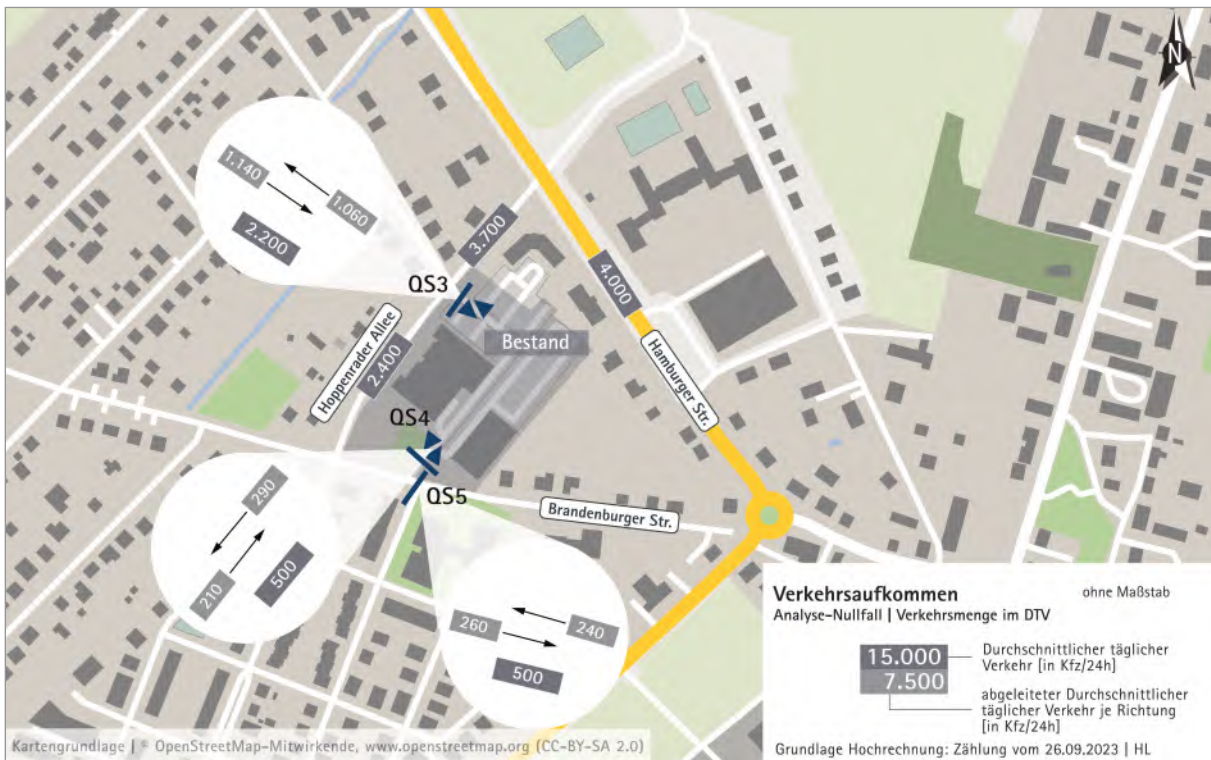 N
1.140
1.060
2.200
3.700
QS3
4.000
Bestand
Hoppenrader Allee
2.400
Hamburger Str.
QS4
QS5
290
210
500
Brandenburger Str.
260
240
500
Verkehrsaufkommen
ohne Maßstab
Analyse-Nullfall | Verkehrsmenge im DTV
15.000
Durchschnittlicher täglicher
Verkehr [in Kfz/24h]
7.500
abgeleiteter Durchschnittlicher
täglicher Verkehr je Richtung
[in Kfz/24h]
Grundlage Hochrechnung: Zählung vom 26.09.2023 | HL
Kartengrundlage | © OpenStreetMap-Mitwirkende, www.openstreetmap.org (CC-BY-SA 2.0)